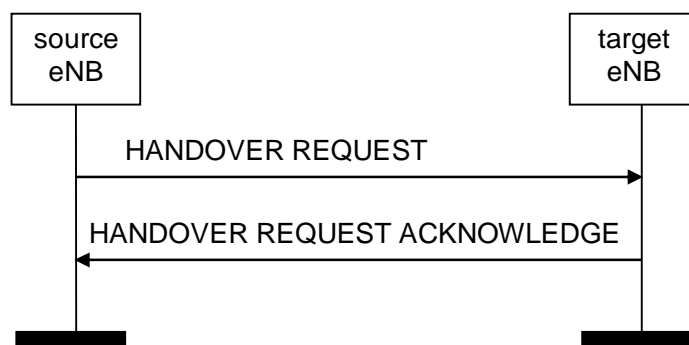 source
eNB
target
eNB
HANDOVER REQUEST
HANDOVER REQUEST ACKNOWLEDGE